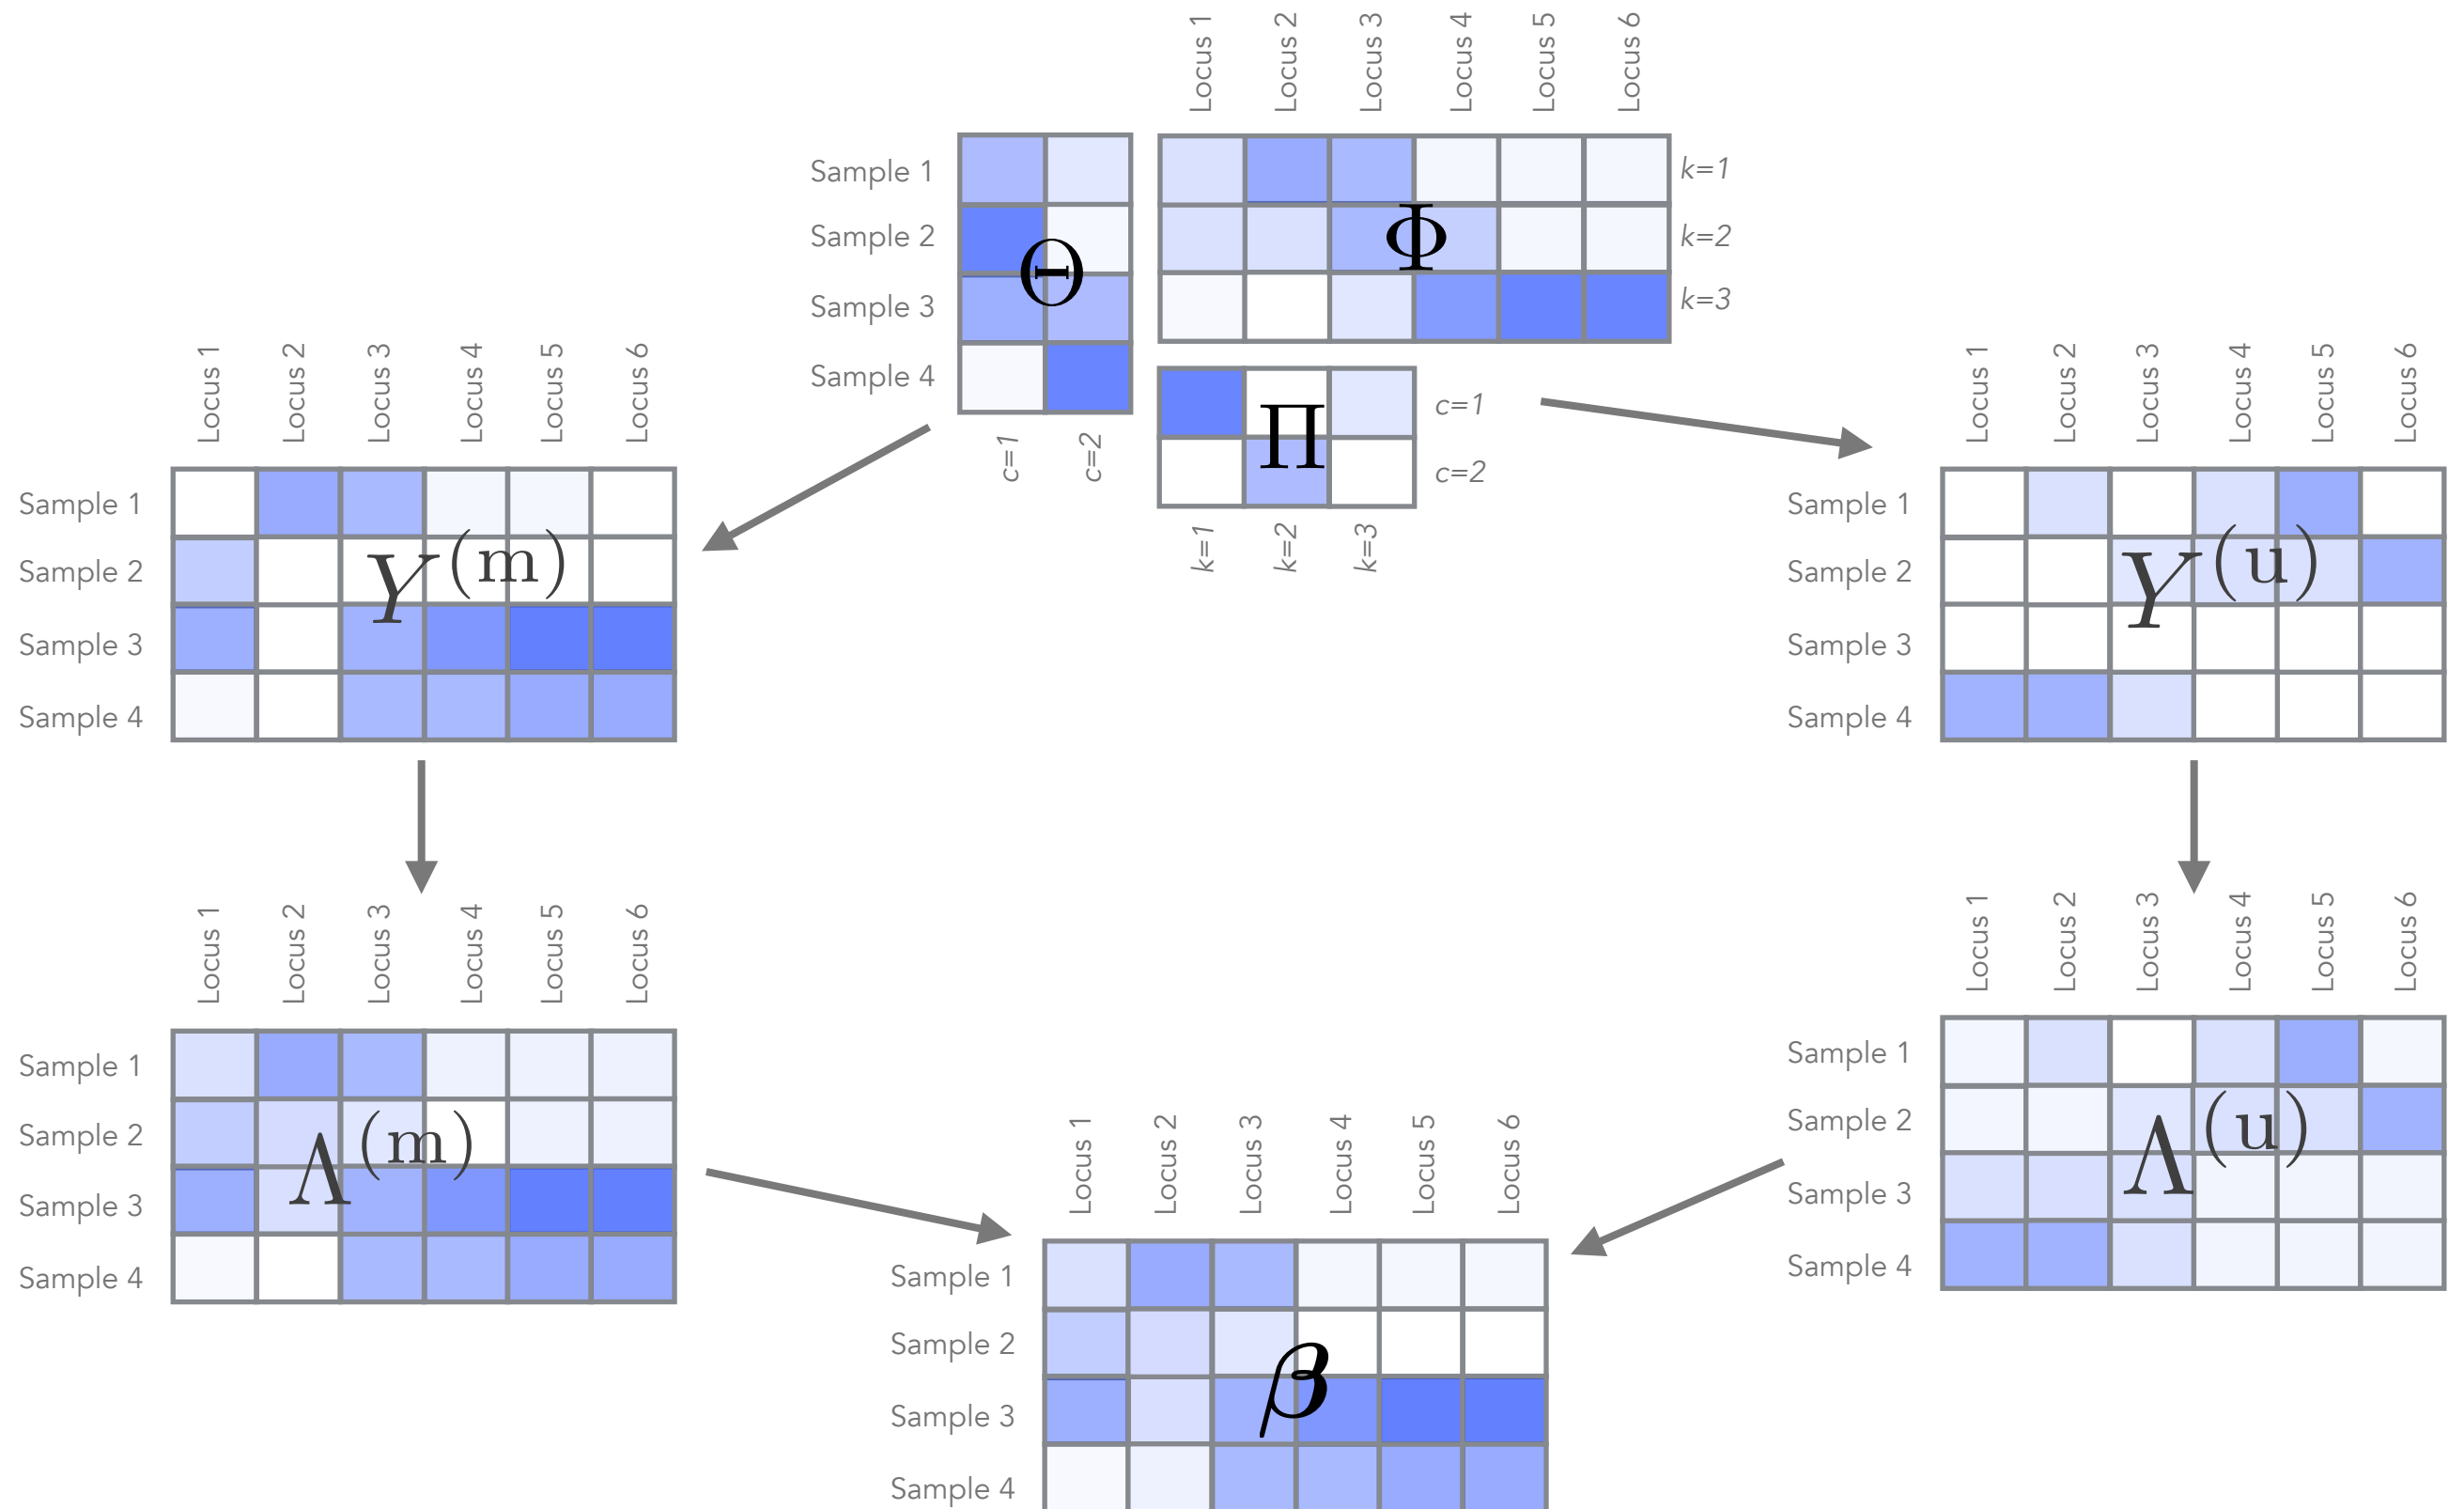 Locus 1 Locus 2 Locus 3 Locus 4 Locus 5 Locus 6
Sample 1
Sample 2
Sample 3
Sample 4
Θ
c=1 c=2
Φ
k=1
k=2
k=3
Π
c=1
c=2
k=1 k=2 k=3
Locus 1 Locus 2 Locus 3 Locus 4 Locus 5 Locus 6
Sample 1
Sample 2
Sample 3
Sample 4
Y^(m)
Locus 1 Locus 2 Locus 3 Locus 4 Locus 5 Locus 6
Sample 1
Sample 2
Sample 3
Sample 4
Y^(u)
Locus 1 Locus 2 Locus 3 Locus 4 Locus 5 Locus 6
Sample 1
Sample 2
Sample 3
Sample 4
Λ^(m)
Locus 1 Locus 2 Locus 3 Locus 4 Locus 5 Locus 6
Sample 1
Sample 2
Sample 3
Sample 4
Λ^(u)
Locus 1 Locus 2 Locus 3 Locus 4 Locus 5 Locus 6
Sample 1
Sample 2
Sample 3
Sample 4
β